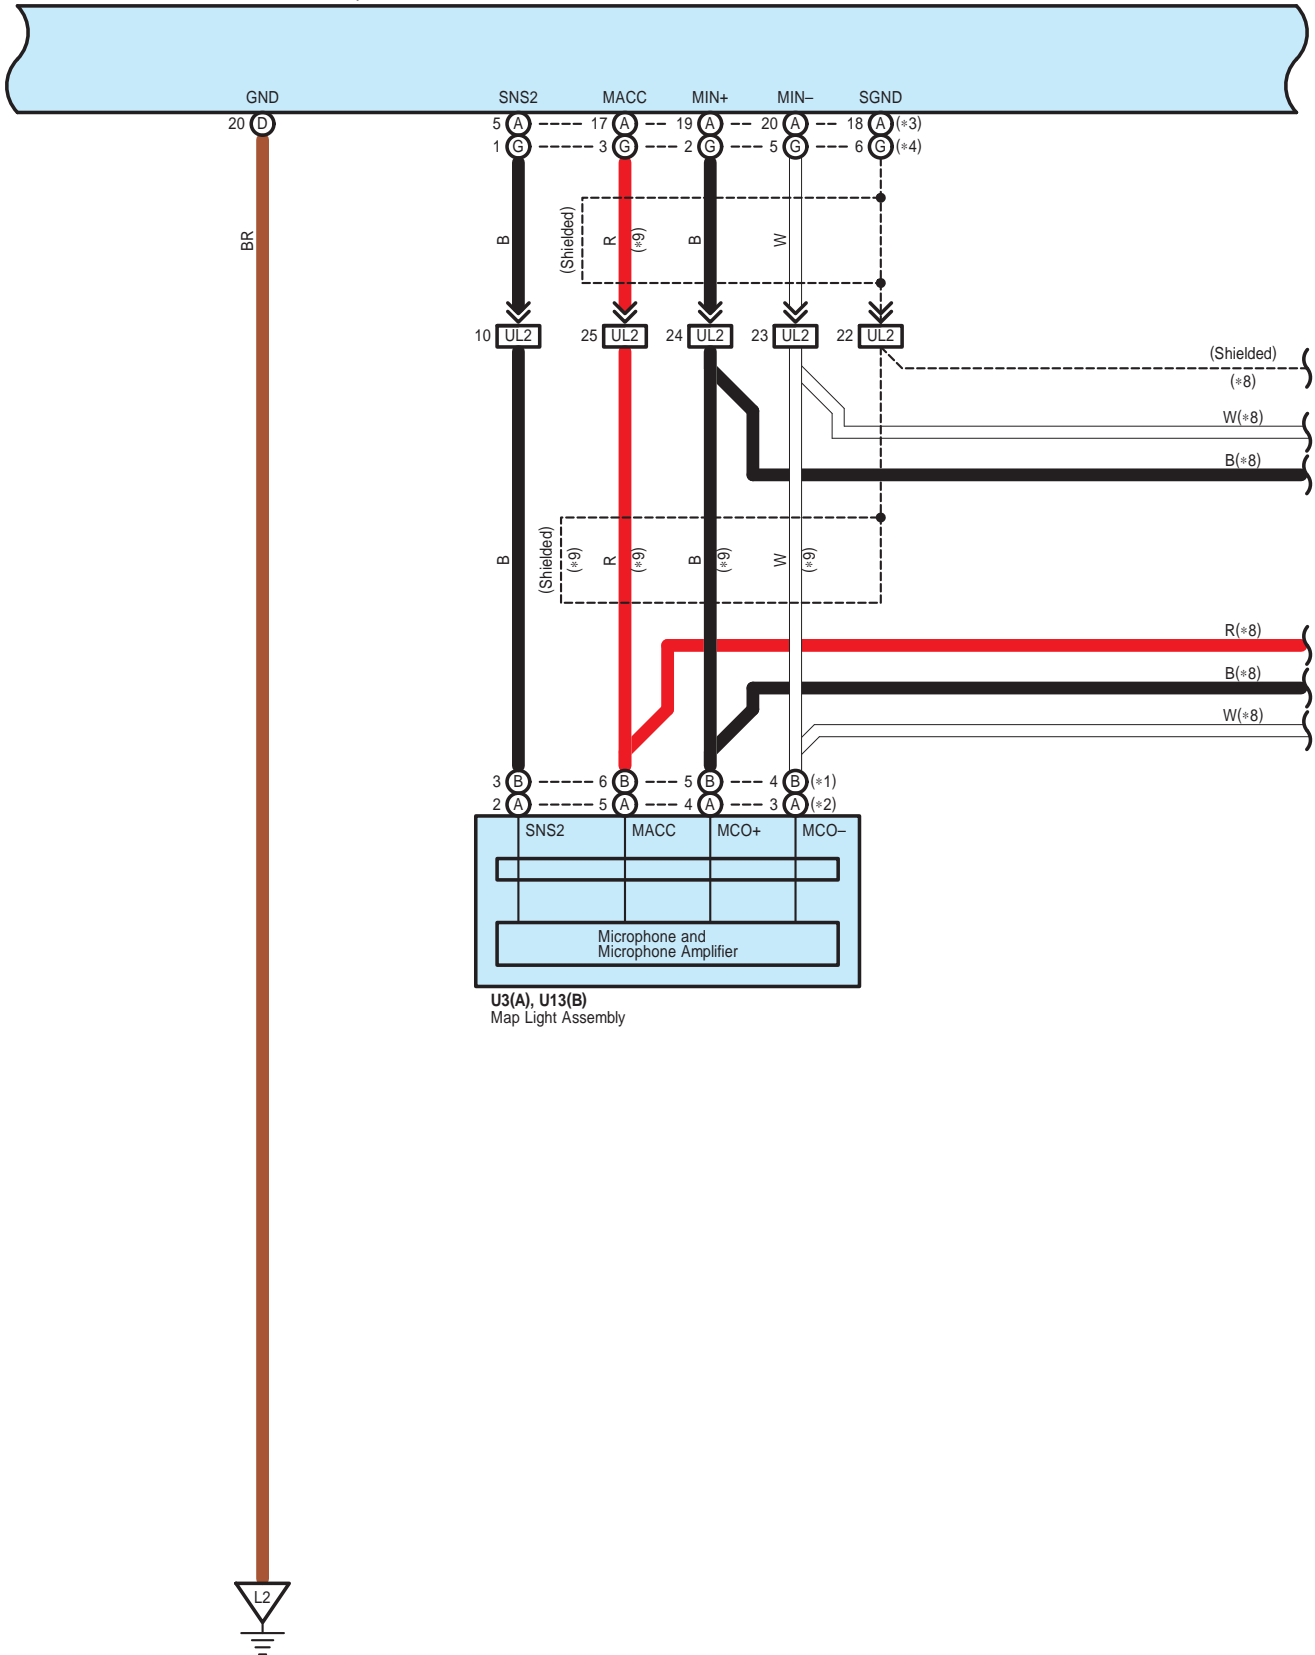 GND SNS2 MACC MIN+ MIN– SGND
20 D 5 A 17 A 19 A 20 A 18 A (*3)
1 G 3 G 2 G 5 G 6 G (*4)
BR B (Shielded) R (*9) B W
10 UL2 25 UL2 24 UL2 23 UL2 22 UL2
(Shielded)
(*8)
W(*8)
B(*8)
B (Shielded) (*9) R (*9) B (*9) W (*9)
R(*8)
B(*8)
W(*8)
3 B 6 B 5 B 4 B (*1)
2 A 5 A 4 A 3 A (*2)
SNS2 MACC MCO+ MCO–
Microphone and
Microphone Amplifier
U3(A), U13(B)
Map Light Assembly
L2